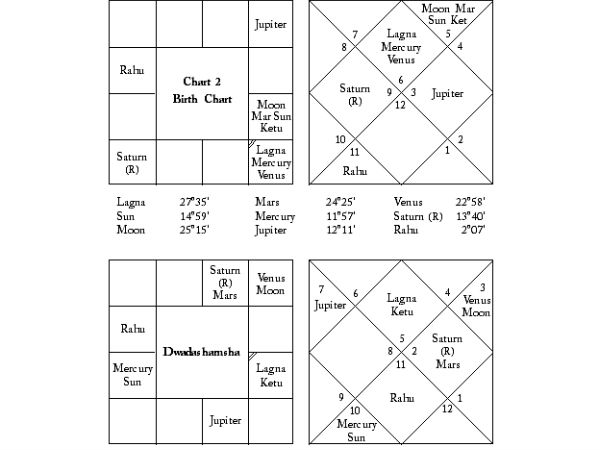 Jupiter
Rahu
Chart 2
Birth Chart
Moon
Mar Sun
Ketu
Saturn
(R)
Lagna
Mercury
Venus
Moon Mar
Sun Ket
7
5
8
Lagna
Mercury
Venus
4
6
Saturn
(R)
9
3
Jupiter
12
10
2
11
1
Rahu
Lagna 27°35' Mars 24°25' Venus 22°58'
Sun 14°59' Mercury 11°57' Saturn (R) 13°40'
Moon 25°15' Jupiter 12°11' Rahu 2°07'
Saturn
(R)
Mars
Venus
Moon
Rahu
Dwadashamsha
Mercury
Sun
Lagna
Ketu
Jupiter
7
6
Jupiter
Lagna
Ketu
4
3
Venus
Moon
5
8
2
Saturn
(R)
Mars
11
9
Rahu
1
10
12
Mercury
Sun